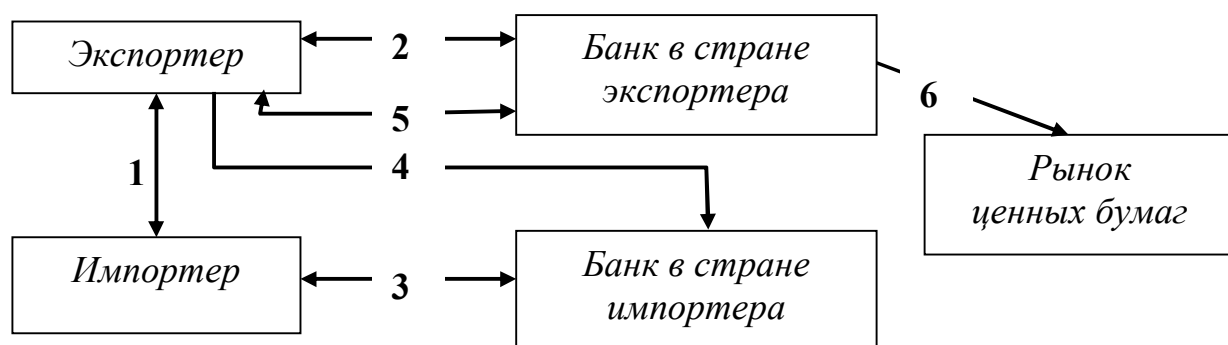 Экспортер
2
Банк в стране
экспортера
6
5
1
4
Рынок
ценных бумаг
Импортер
3
Банк в стране
импортера